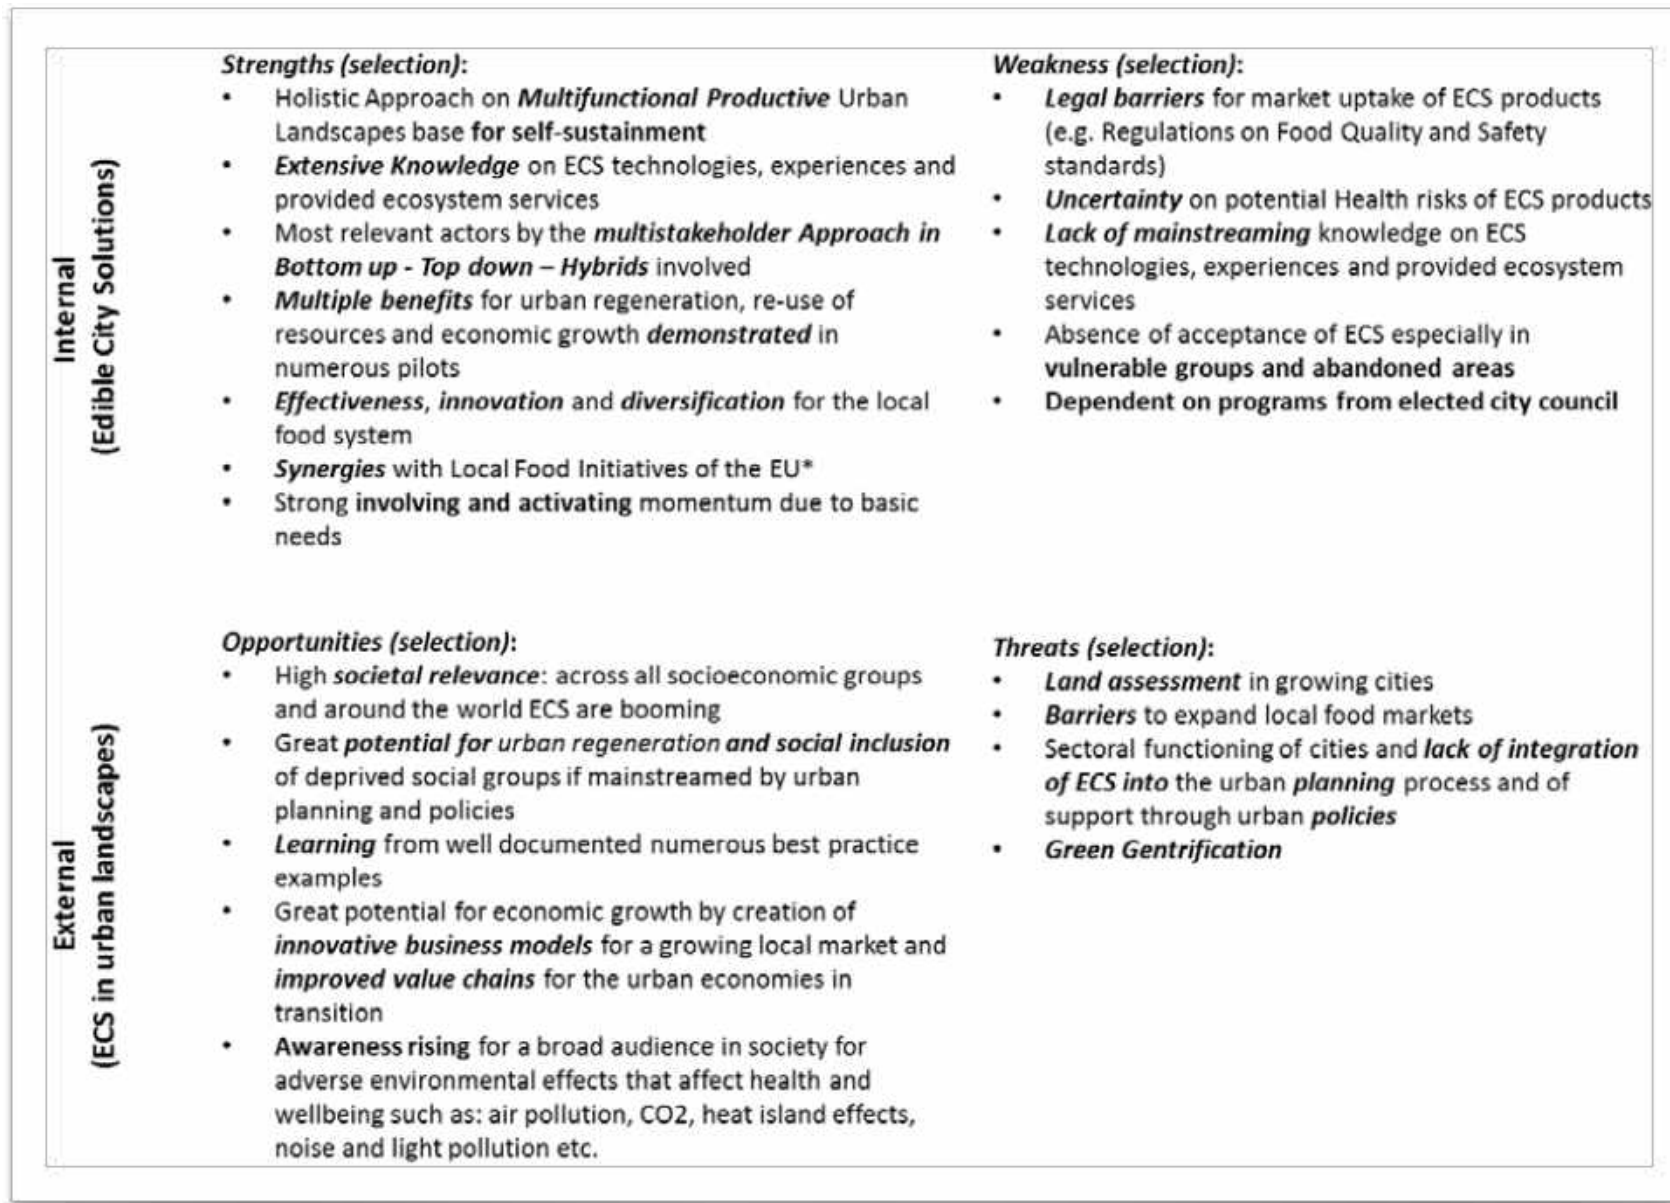 Internal
(Edible City Solutions)
Strengths (selection):
• Holistic Approach on Multifunctional Productive Urban
Landscapes base for self-sustainment
• Extensive Knowledge on ECS technologies, experiences and
provided ecosystem services
• Most relevant actors by the multistakeholder Approach in
Bottom up - Top down – Hybrids involved
• Multiple benefits for urban regeneration, re-use of
resources and economic growth demonstrated in
numerous pilots
• Effectiveness, innovation and diversification for the local
food system
• Synergies with Local Food Initiatives of the EU*
• Strong involving and activating momentum due to basic
needs
Weakness (selection):
• Legal barriers for market uptake of ECS products
(e.g. Regulations on Food Quality and Safety
standards)
• Uncertainty on potential Health risks of ECS products
• Lack of mainstreaming knowledge on ECS
technologies, experiences and provided ecosystem
services
• Absence of acceptance of ECS especially in
vulnerable groups and abandoned areas
• Dependent on programs from elected city council
External
(ECS in urban landscapes)
Opportunities (selection):
• High societal relevance: across all socioeconomic groups
and around the world ECS are booming
• Great potential for urban regeneration and social inclusion
of deprived social groups if mainstreamed by urban
planning and policies
• Learning from well documented numerous best practice
examples
• Great potential for economic growth by creation of
innovative business models for a growing local market and
improved value chains for the urban economies in
transition
• Awareness rising for a broad audience in society for
adverse environmental effects that affect health and
wellbeing such as: air pollution, CO2, heat island effects,
noise and light pollution etc.
Threats (selection):
• Land assessment in growing cities
• Barriers to expand local food markets
• Sectoral functioning of cities and lack of integration
of ECS into the urban planning process and of
support through urban policies
• Green Gentrification